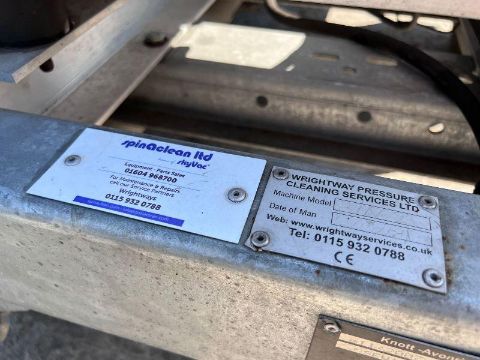 spinaclean ltd
skyVac
Equipment - Parts Sales
01604 968700
For Maintenance & Repairs
call our Service Partners
Wrightways
0115 932 0788
WRIGHTWAY PRESSURE
CLEANING SERVICES LTD
Machine Model
Date of Man
Web: www.wrightwayservices.co.uk
Tel: 0115 932 0788
CE
Knott-Avon